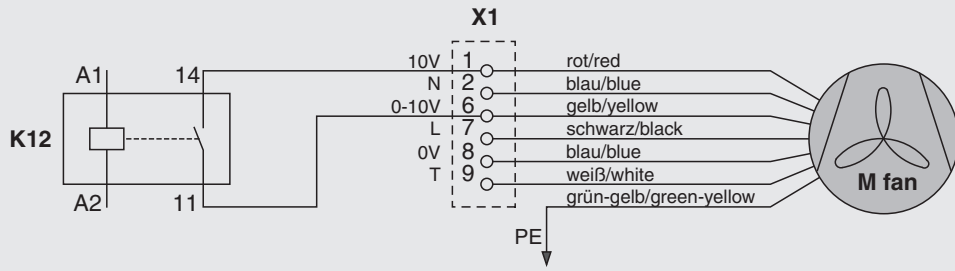 X1
A1 14 10V 1 rot/red
N 2 blau/blue
0-10V 6 gelb/yellow
K12 L 7 schwarz/black
0V 8 blau/blue
T 9 weiß/white
M fan
A2 11 grün-gelb/green-yellow
PE